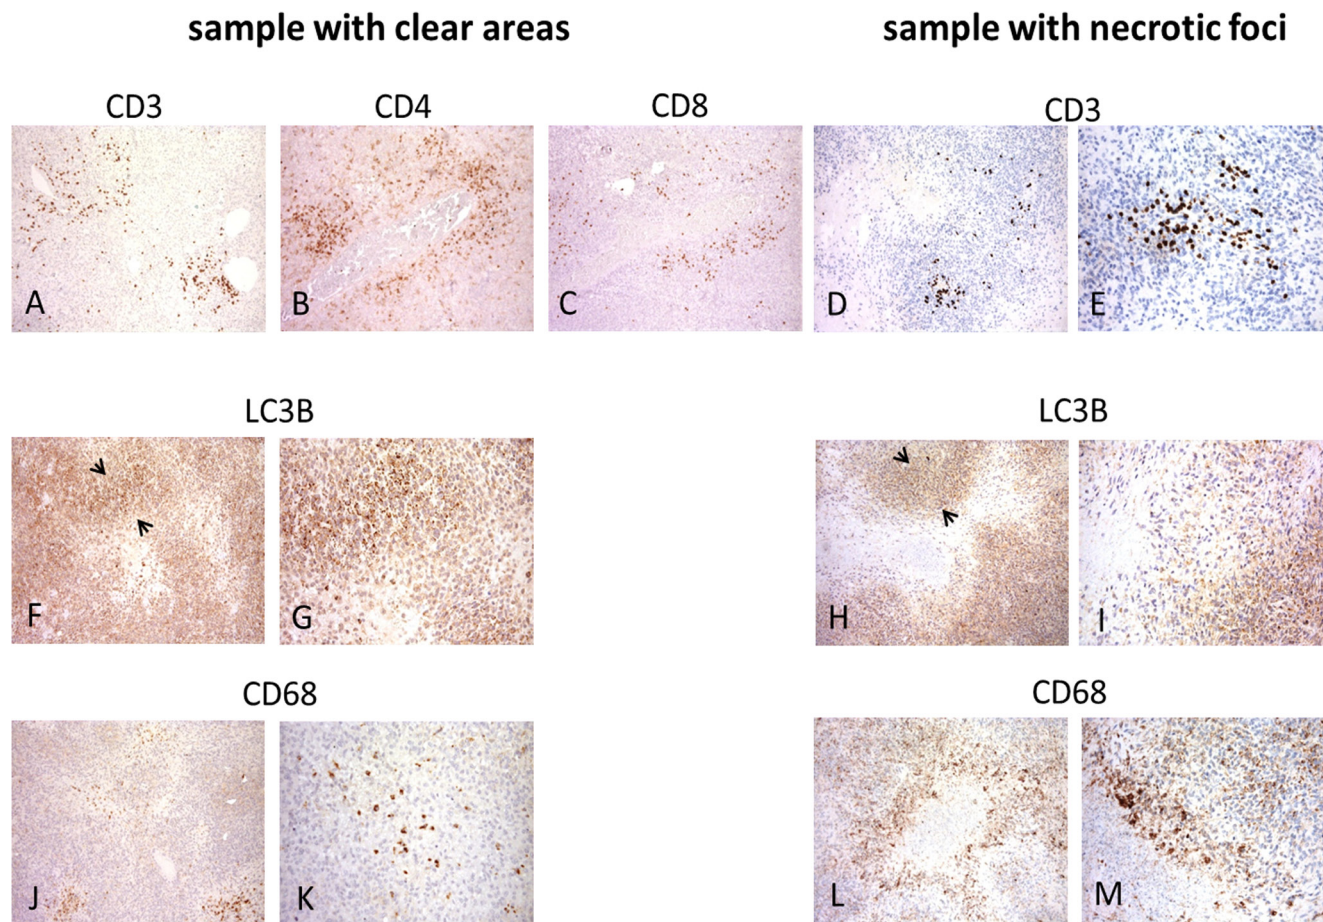 sample with clear areas
sample with necrotic foci
CD3
CD4
CD8
CD3
A
B
C
D
E
LC3B
LC3B
F
G
H
I
CD68
CD68
J
K
L
M